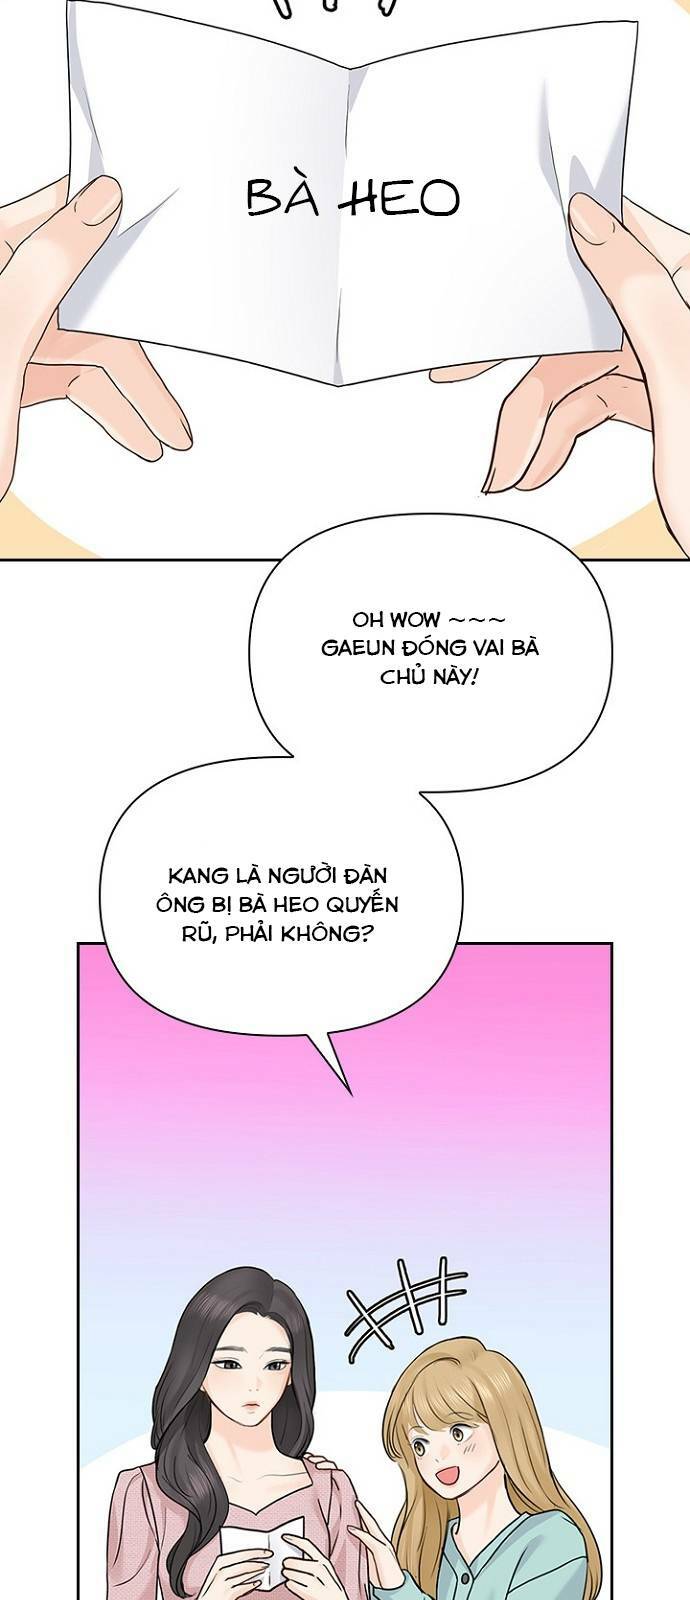 BÀ HEO
OH WOW ~~~
GAEUN ĐÓNG VAI BÀ
CHỦ NÀY!
KANG LÀ NGƯỜI ĐÀN
ÔNG BỊ BÀ HEO QUYẾN
RŨ, PHẢI KHÔNG?